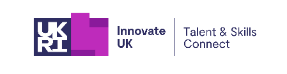 UK
RI
Innovate
UK
Talent & Skills
Connect